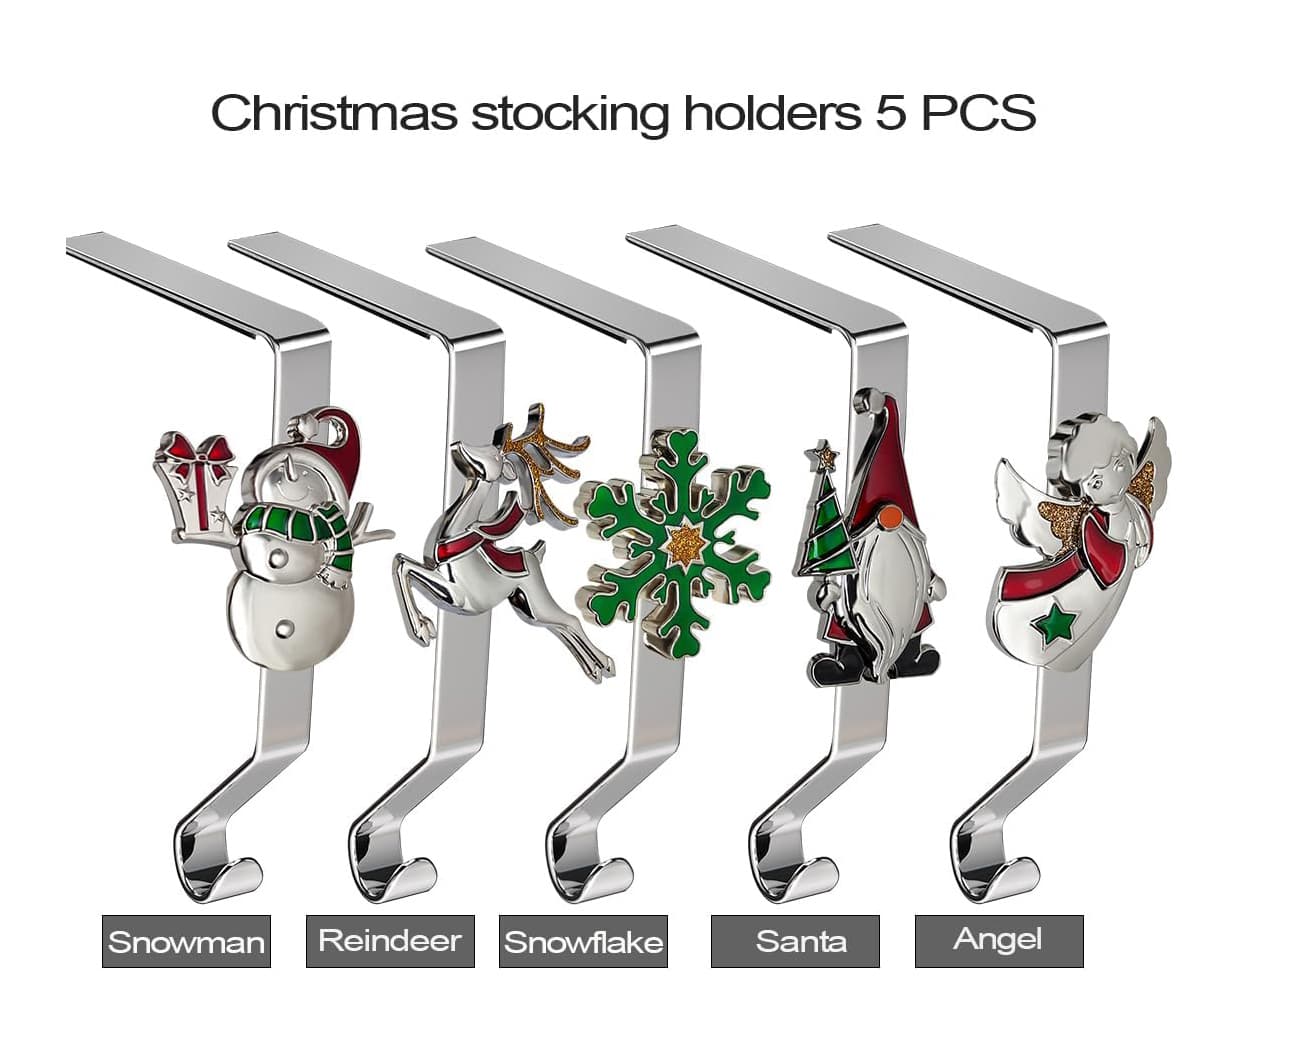 Christmas stocking holders 5 PCS
Snowman
Reindeer
Snowflake
Santa
Angel